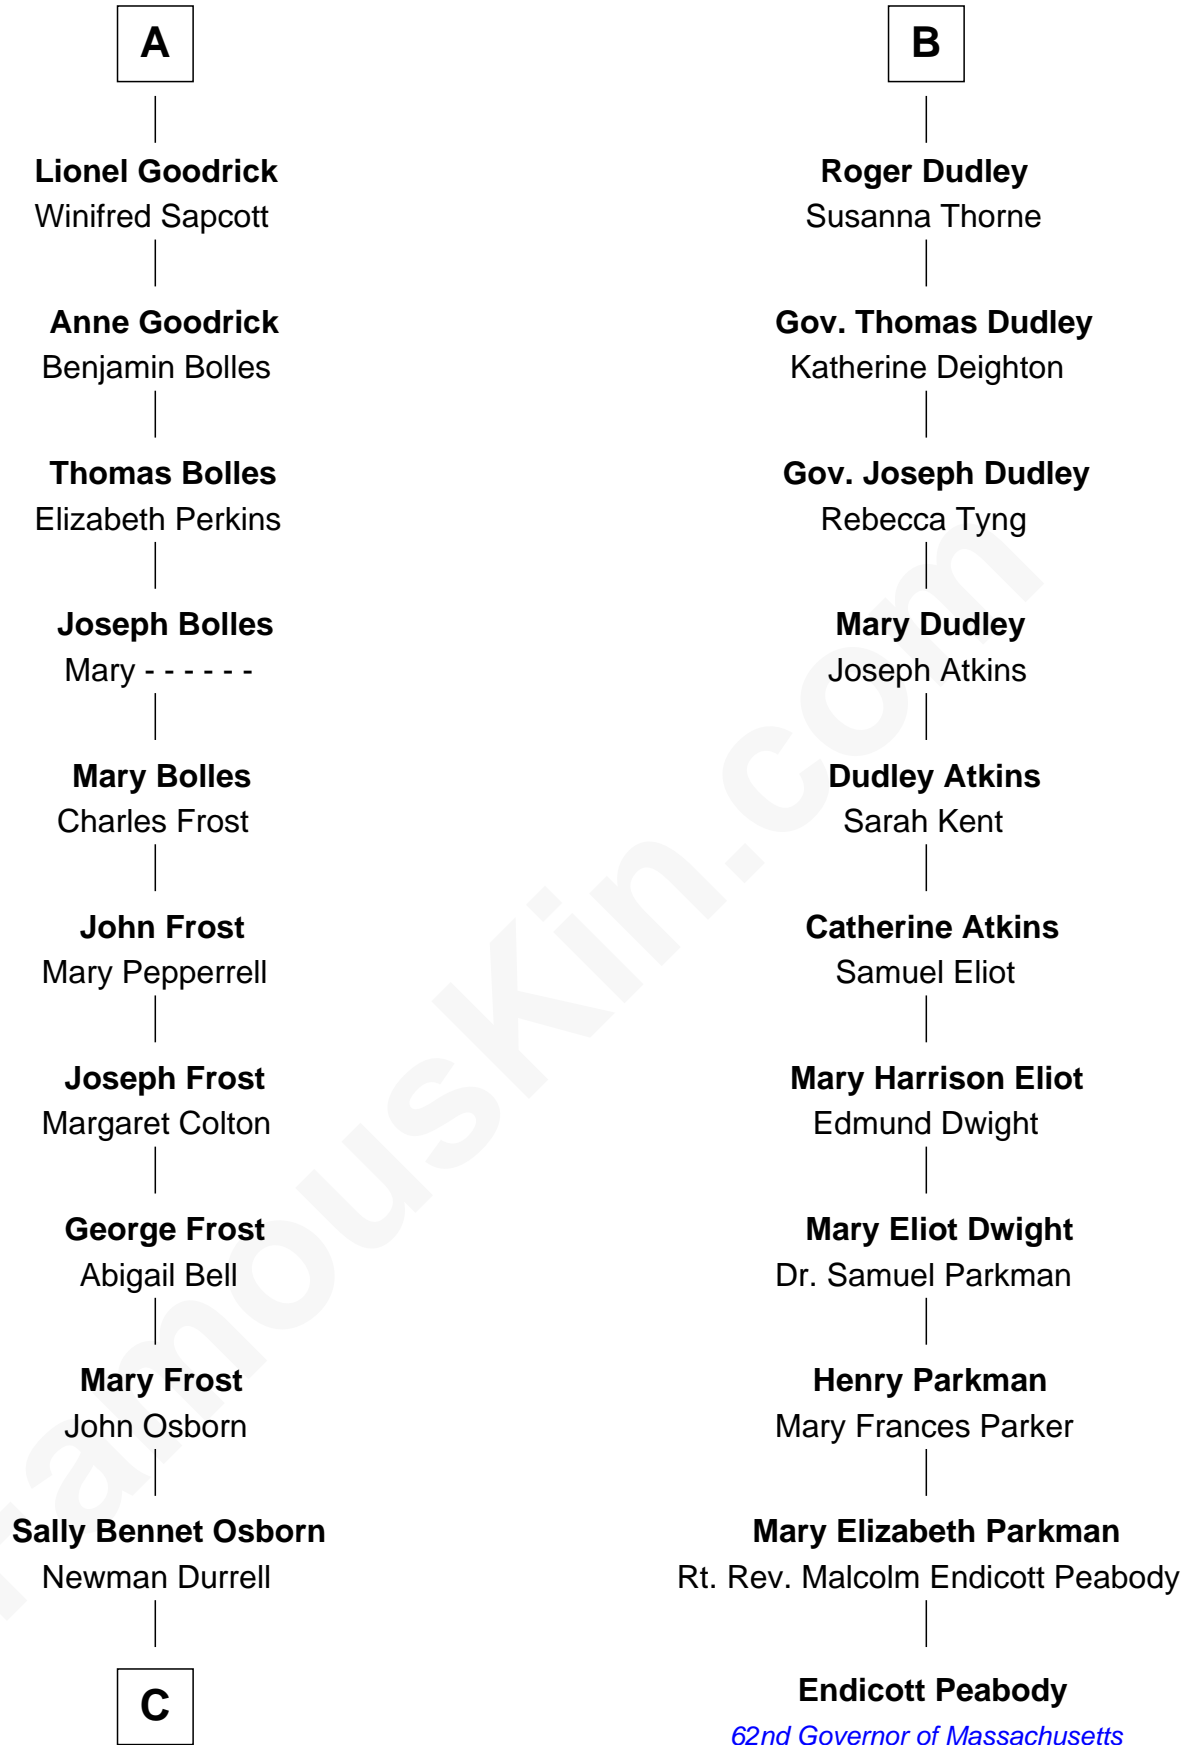 A
Lionel Goodrick
Winifred Sapcott
Anne Goodrick
Benjamin Bolles
Thomas Bolles
Elizabeth Perkins
Joseph Bolles
Mary - - - - - -
Mary Bolles
Charles Frost
John Frost
Mary Pepperrell
Joseph Frost
Margaret Colton
George Frost
Abigail Bell
Mary Frost
John Osborn
Sally Bennet Osborn
Newman Durrell
C
B
Roger Dudley
Susanna Thorne
Gov. Thomas Dudley
Katherine Deighton
Gov. Joseph Dudley
Rebecca Tyng
Mary Dudley
Joseph Atkins
Dudley Atkins
Sarah Kent
Catherine Atkins
Samuel Eliot
Mary Harrison Eliot
Edmund Dwight
Mary Eliot Dwight
Dr. Samuel Parkman
Henry Parkman
Mary Frances Parker
Mary Elizabeth Parkman
Rt. Rev. Malcolm Endicott Peabody
Endicott Peabody
62nd Governor of Massachusetts
FamousKin.com